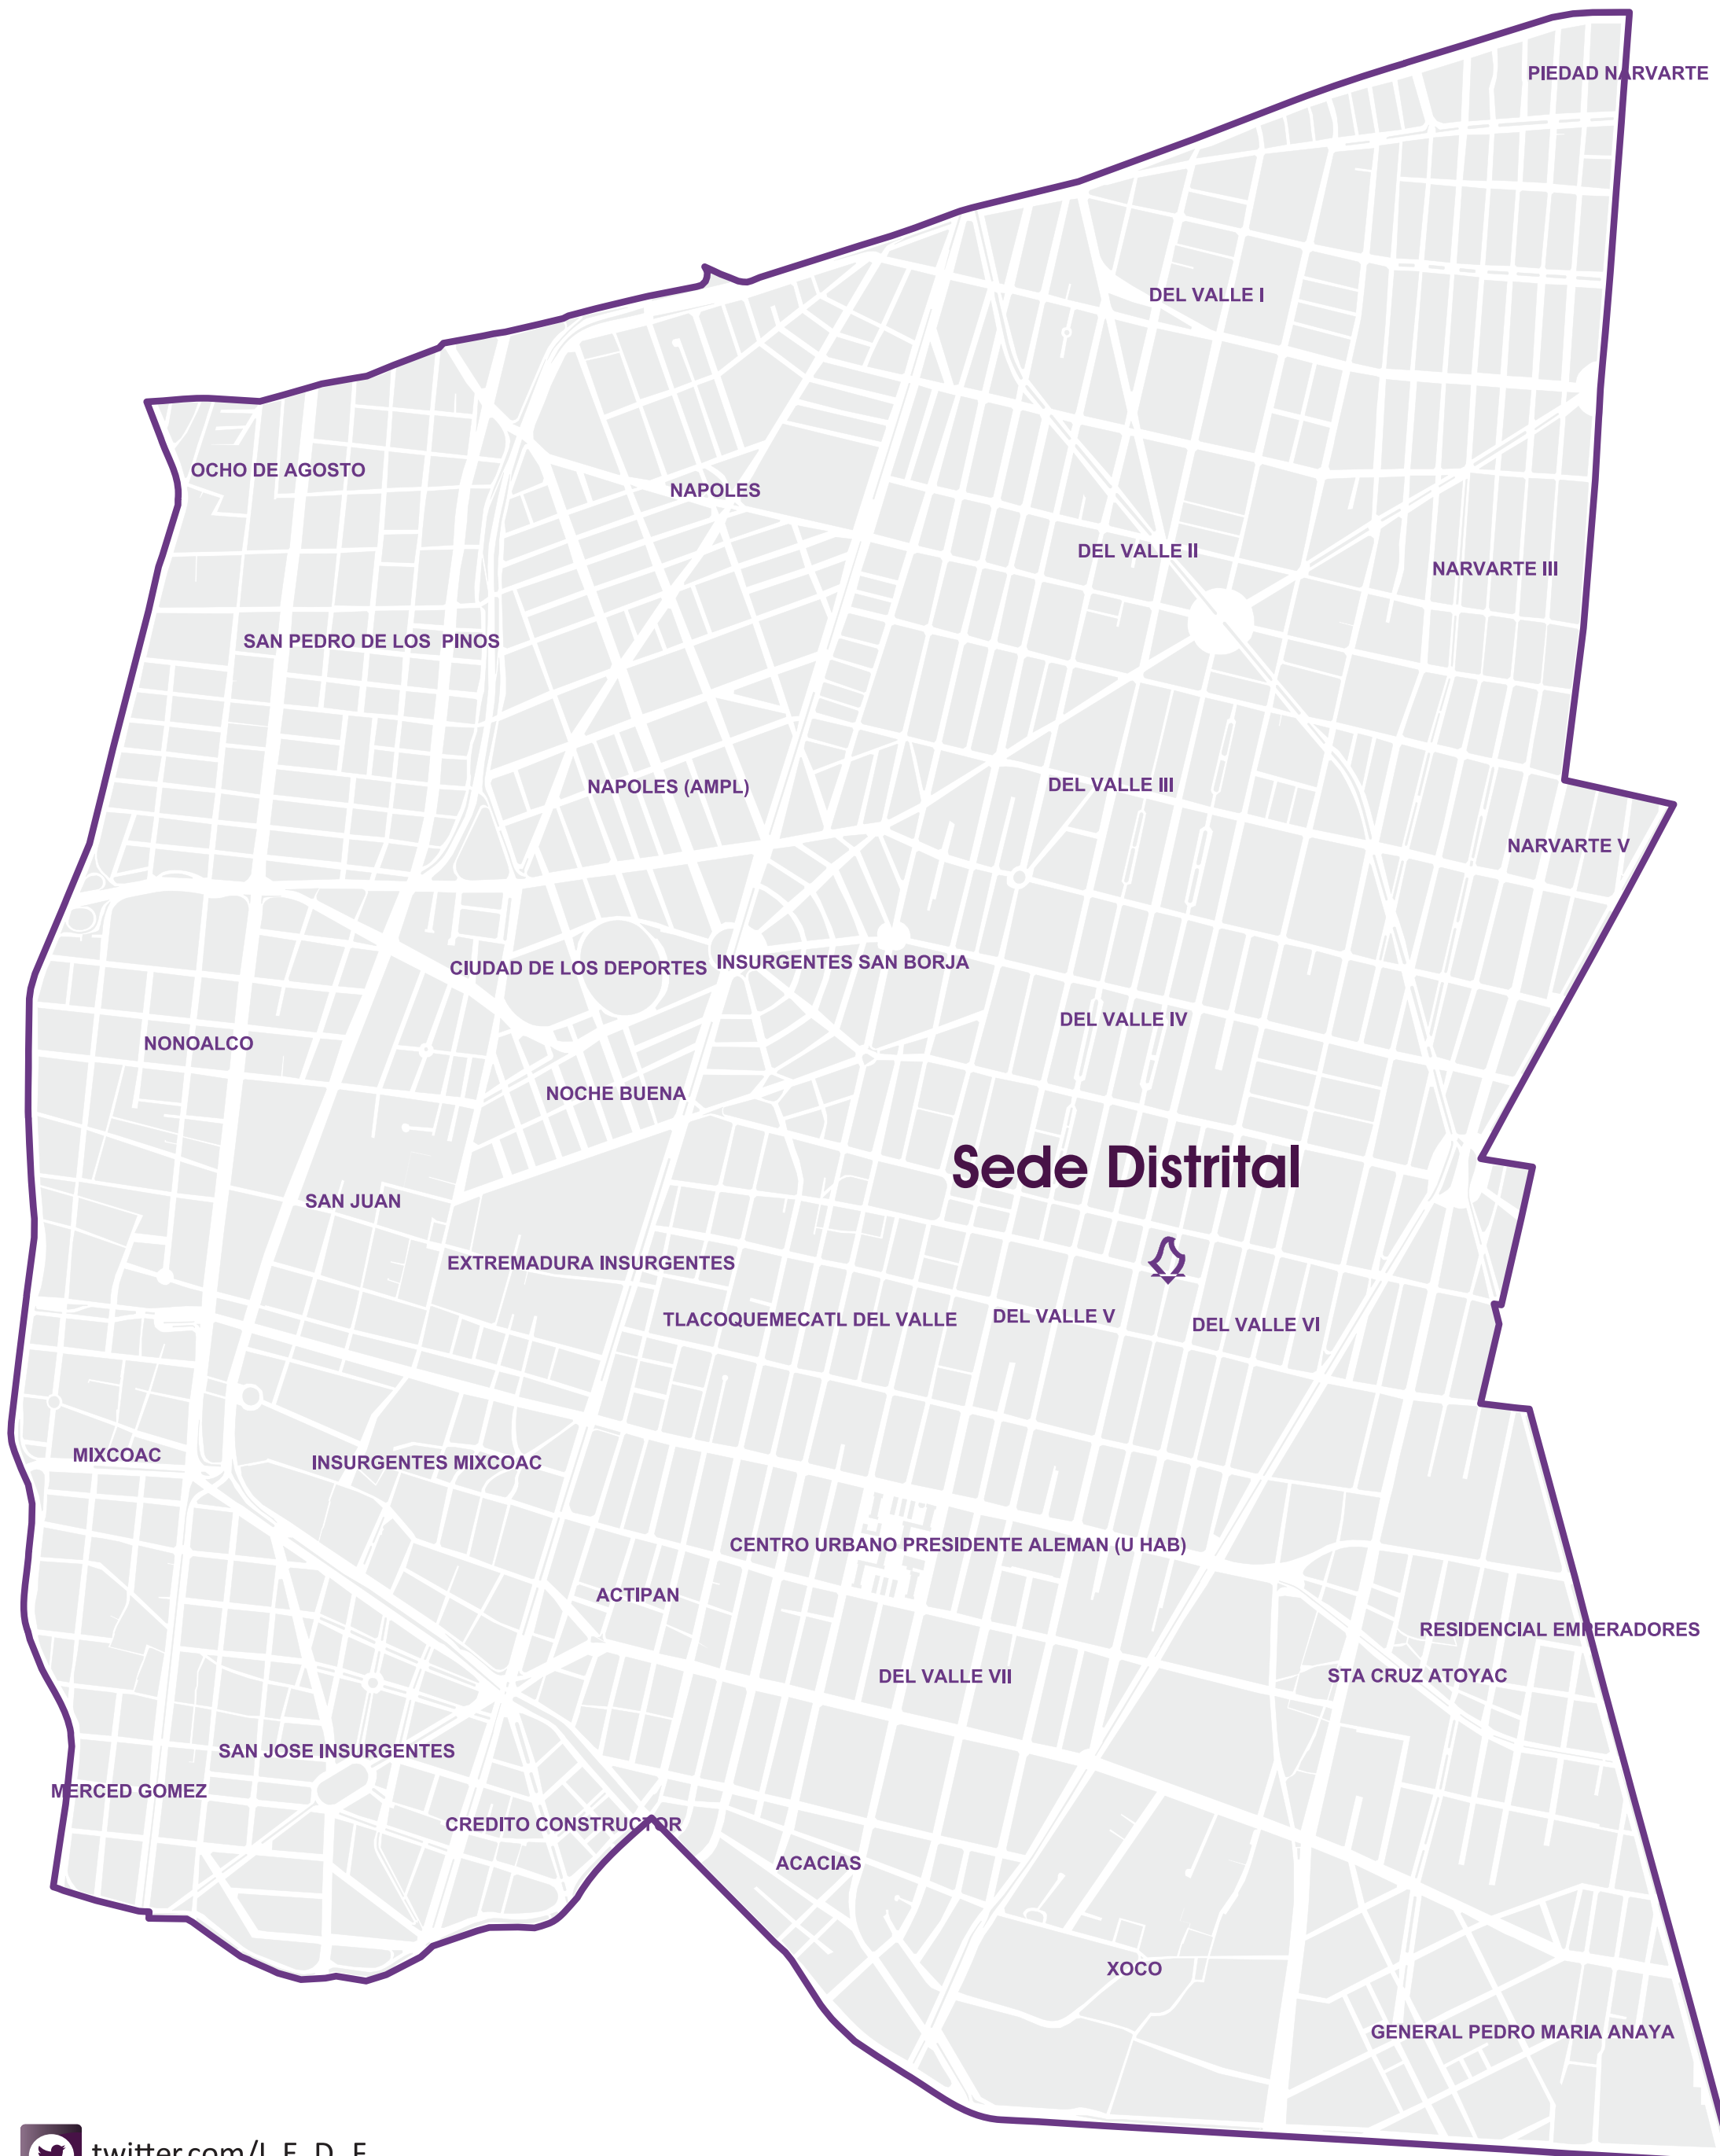 PIEDAD NARVARTE
DEL VALLE I
OCHO DE AGOSTO
NAPOLES
DEL VALLE II
NARVARTE III
SAN PEDRO DE LOS  PINOS
NAPOLES (AMPL)
DEL VALLE III
NARVARTE V
CIUDAD DE LOS DEPORTES
INSURGENTES SAN BORJA
DEL VALLE IV
NONOALCO
NOCHE BUENA
Sede Distrital
SAN JUAN
EXTREMADURA INSURGENTES
TLACOQUEMECATL DEL VALLE
DEL VALLE V
DEL VALLE VI
MIXCOAC
INSURGENTES MIXCOAC
CENTRO URBANO PRESIDENTE ALEMAN (U HAB)
ACTIPAN
RESIDENCIAL EMPERADORES
DEL VALLE VII
STA CRUZ ATOYAC
SAN JOSE INSURGENTES
MERCED GOMEZ
CREDITO CONSTRUCTOR
ACACIAS
XOCO
GENERAL PEDRO MARIA ANAYA
twitter.com/I_E_D_F